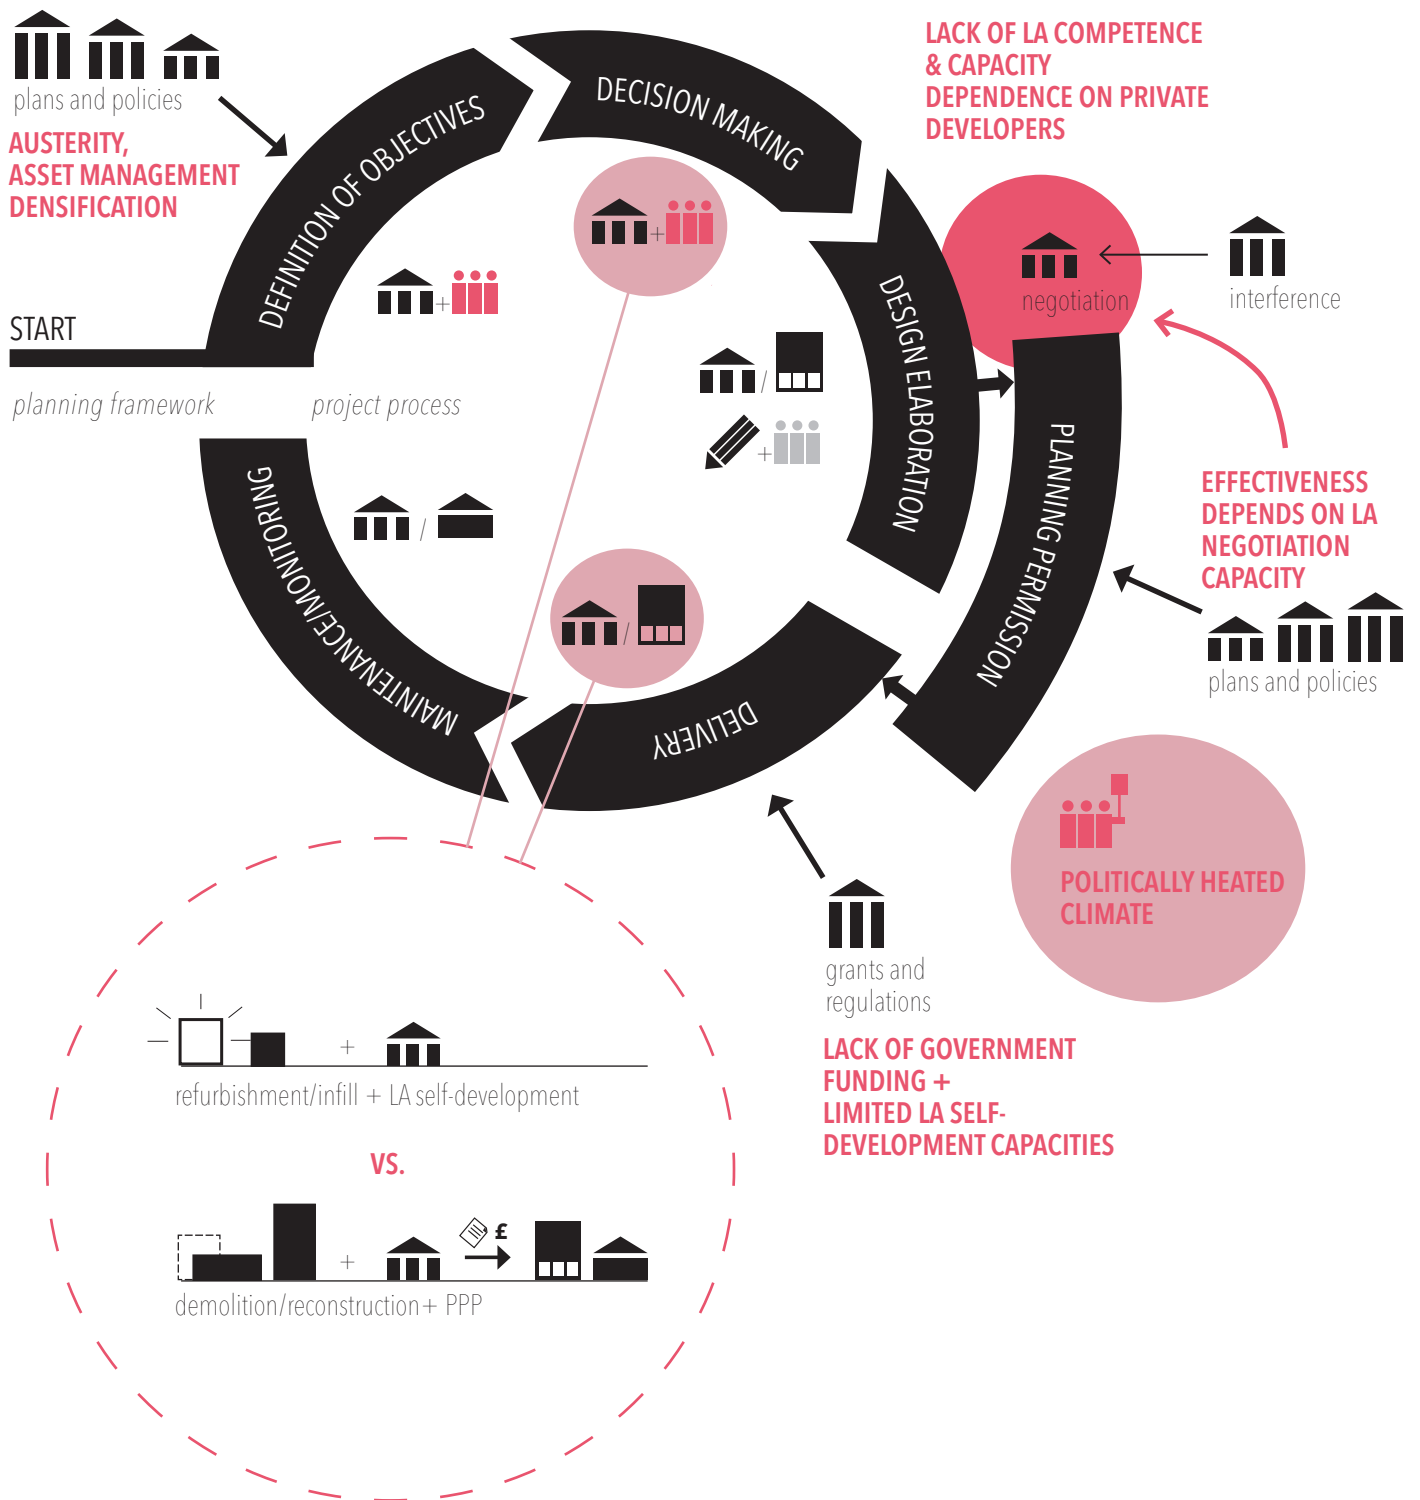 plans and policies
AUSTERITY,
ASSET MANAGEMENT
DENSIFICATION
START
planning framework
project process
DEFINITION OF OBJECTIVES
DECISION MAKING
DESIGN ELABORATION
PLANNING PERMISSION
DELIVERY
MAINTENANCE/MONITORING
+
+
/
+
/
/
LACK OF LA COMPETENCE
& CAPACITY
DEPENDENCE ON PRIVATE
DEVELOPERS
negotiation
interference
EFFECTIVENESS
DEPENDS ON LA
NEGOTIATION
CAPACITY
plans and policies
POLITICALLY HEATED
CLIMATE
grants and
regulations
LACK OF GOVERNMENT
FUNDING +
LIMITED LA SELF-
DEVELOPMENT CAPACITIES
+
refurbishment/infill + LA self-development
VS.
+
£
demolition/reconstruction+ PPP